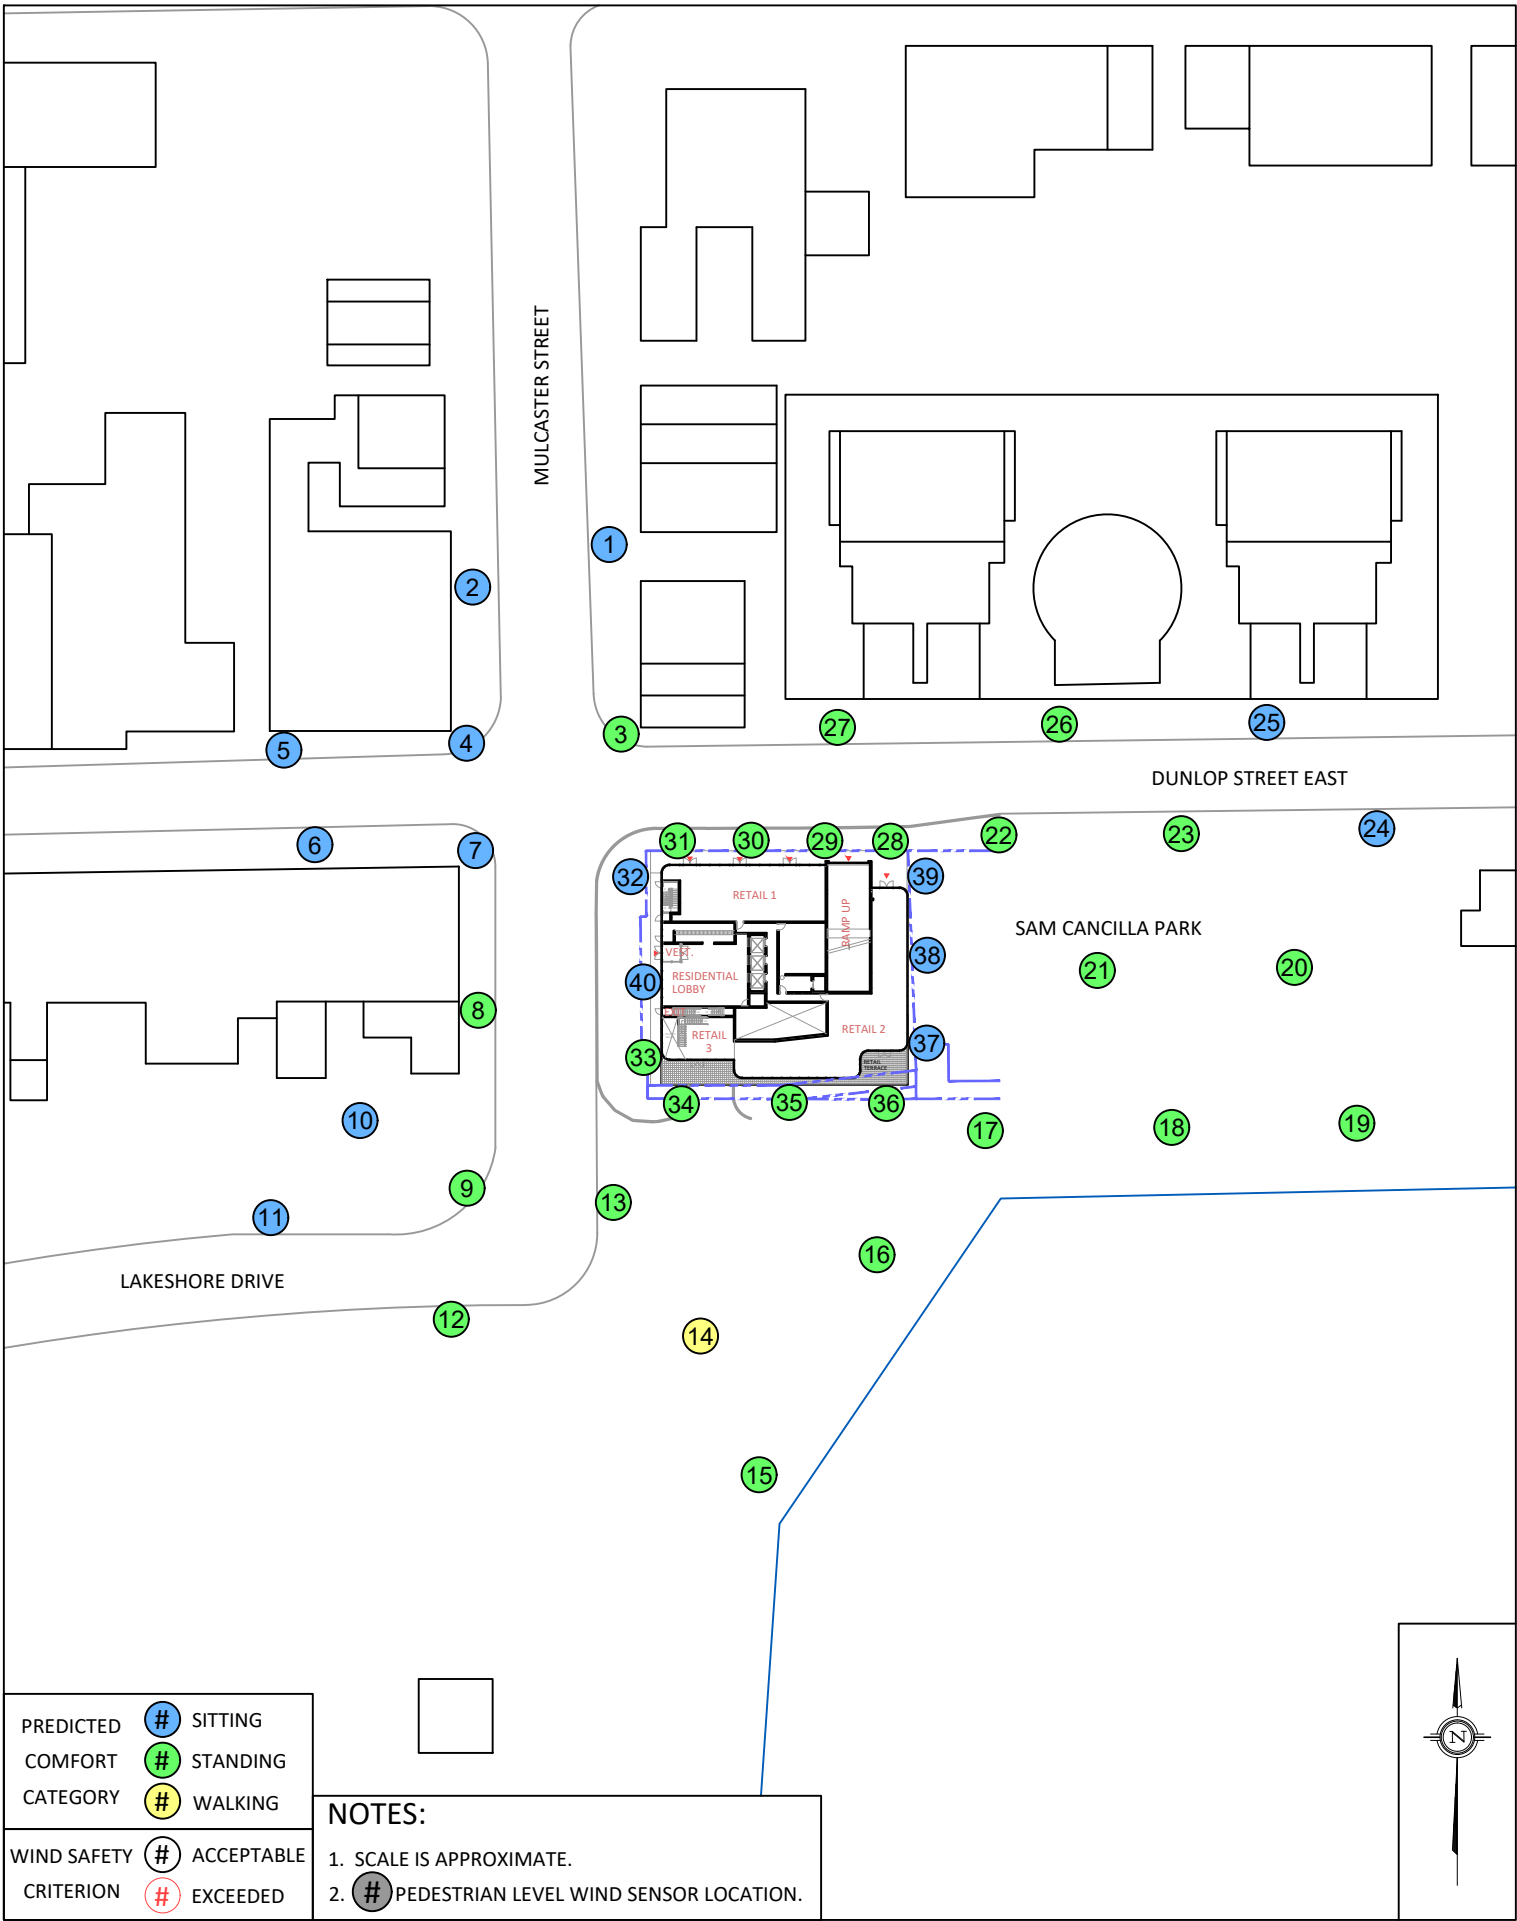 MULCASTER STREET
1
2
3
27
26
25
5
4
DUNLOP STREET EAST
6
7
31
30
29
28
22
23
24
32
39
RETAIL 1
RAMP UP
SAM CANCILLA PARK
VEST.
38
21
20
40
RESIDENTIAL
LOBBY
8
RETAIL 2
RETAIL
3
37
33
RETAIL
TERRACE
34
35
36
10
17
18
19
9
13
11
16
LAKESHORE DRIVE
12
14
15
PREDICTED
COMFORT
CATEGORY
# SITTING
# STANDING
# WALKING
WIND SAFETY
CRITERION
# ACCEPTABLE
# EXCEEDED
NOTES:
1. SCALE IS APPROXIMATE.
2. # PEDESTRIAN LEVEL WIND SENSOR LOCATION.
N